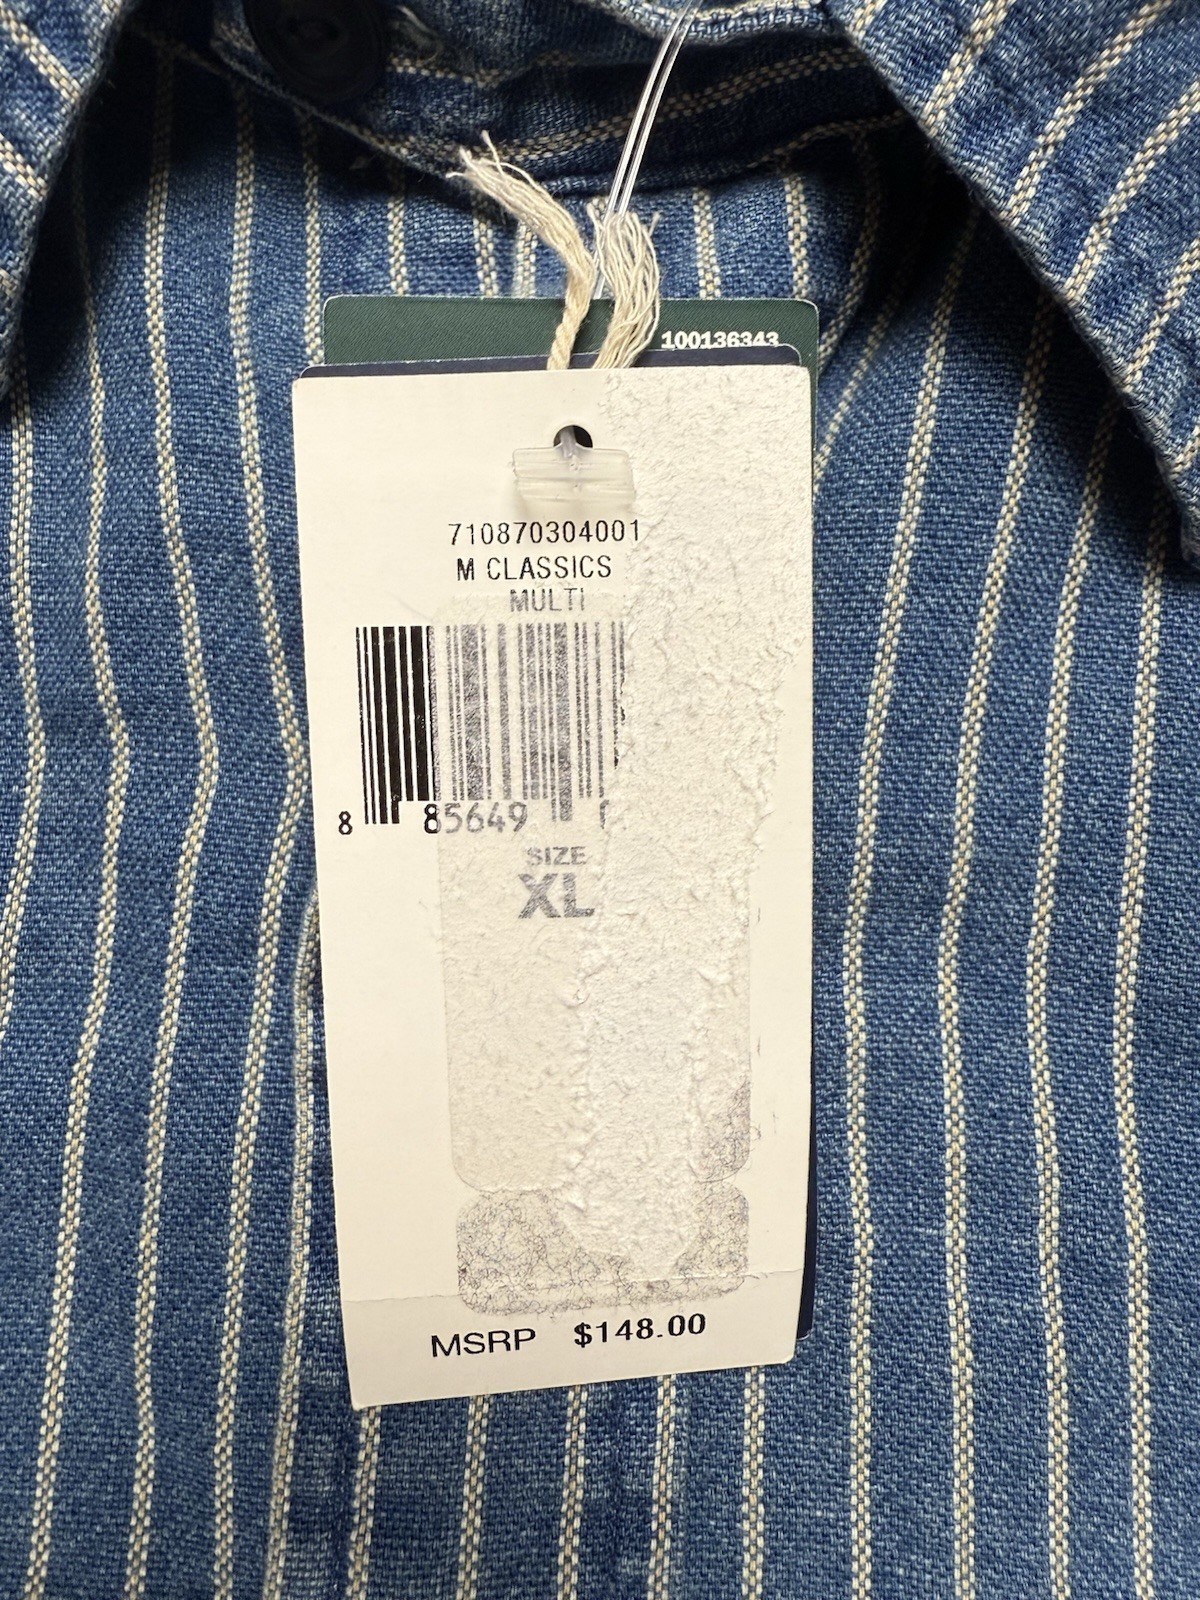 100136343
710870304001
M CLASSICS
MULTI
8 85649
SIZE
XL
MSRP $148.00